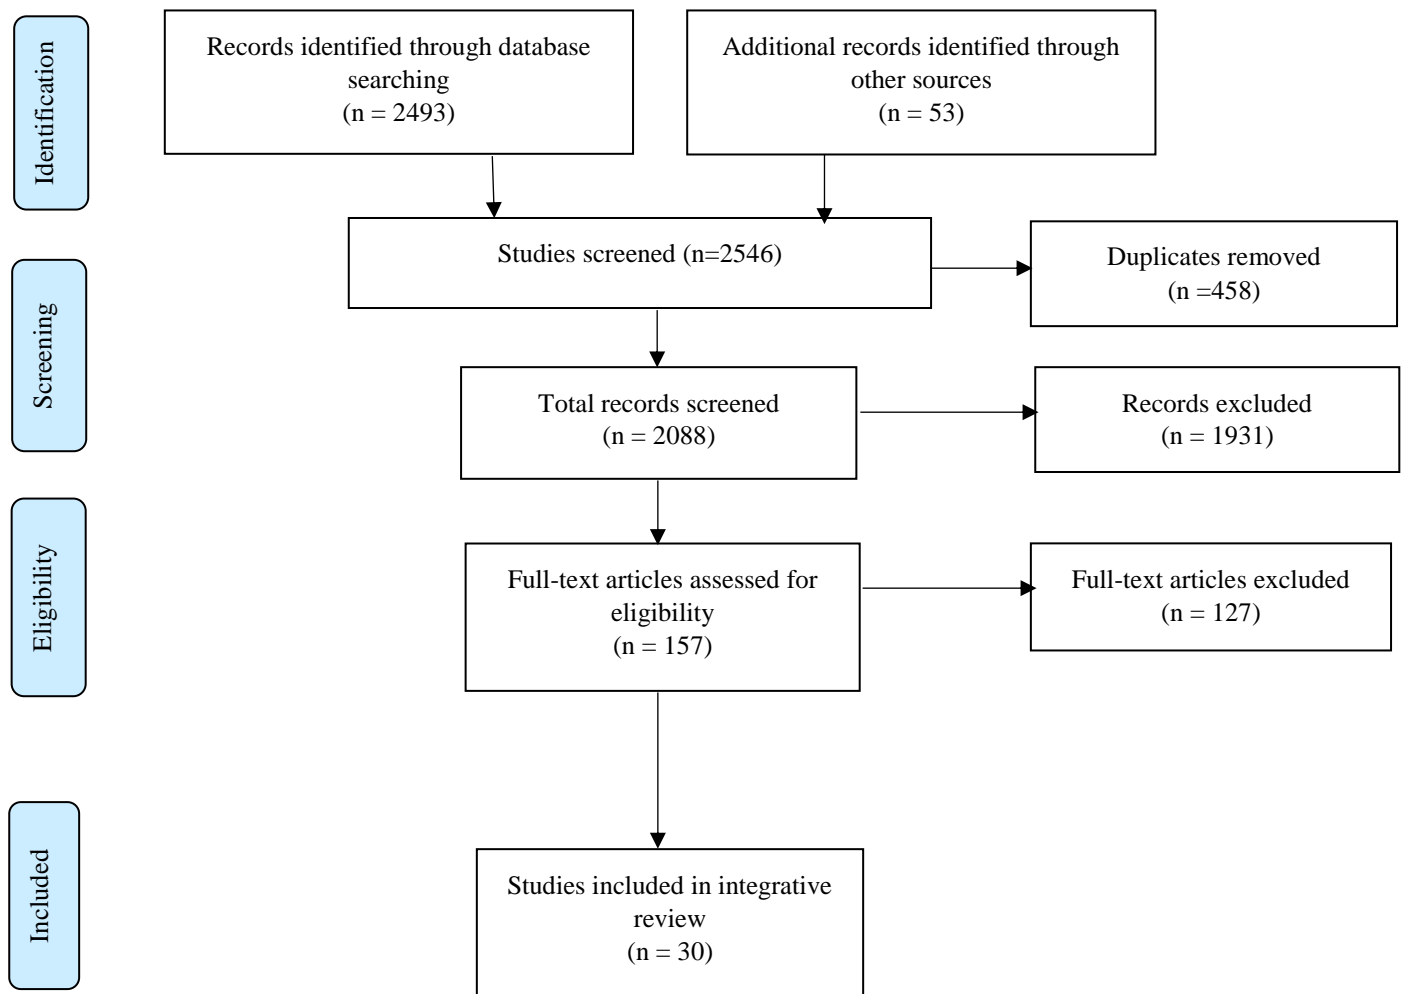 Identification
Records identified through database
searching
(n = 2493)
Additional records identified through
other sources
(n = 53)
Studies screened (n=2546)
Duplicates removed
(n =458)
Screening
Total records screened
(n = 2088)
Records excluded
(n = 1931)
Eligibility
Full-text articles assessed for
eligibility
(n = 157)
Full-text articles excluded
(n = 127)
Included
Studies included in integrative
review
(n = 30)